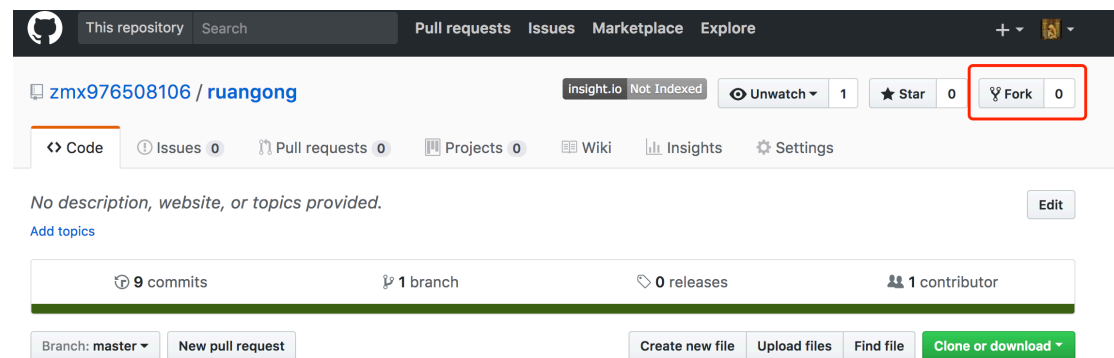 This repository Search Pull requests Issues Marketplace Explore
zmx976508106 / ruangong insight.io Not Indexed Unwatch 1 Star 0 Fork 0
Code Issues 0 Pull requests 0 Projects 0 Wiki Insights Settings
No description, website, or topics provided. Edit
Add topics
9 commits 1 branch 0 releases 1 contributor
Branch: master New pull request Create new file Upload files Find file Clone or download